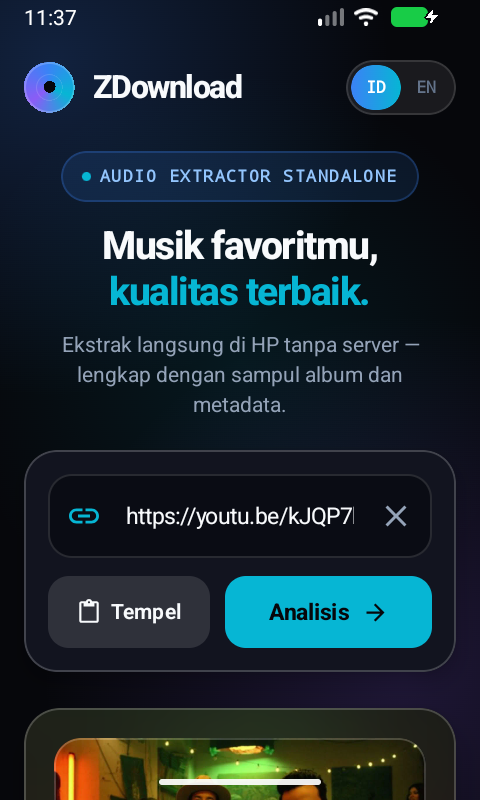 11:37
ZDownload
ID EN
AUDIO EXTRACTOR STANDALONE
Musik favoritmu,
kualitas terbaik.
Ekstrak langsung di HP tanpa server —
lengkap dengan sampul album dan
metadata.
https://youtu.be/kJQP7
Tempel
Analisis